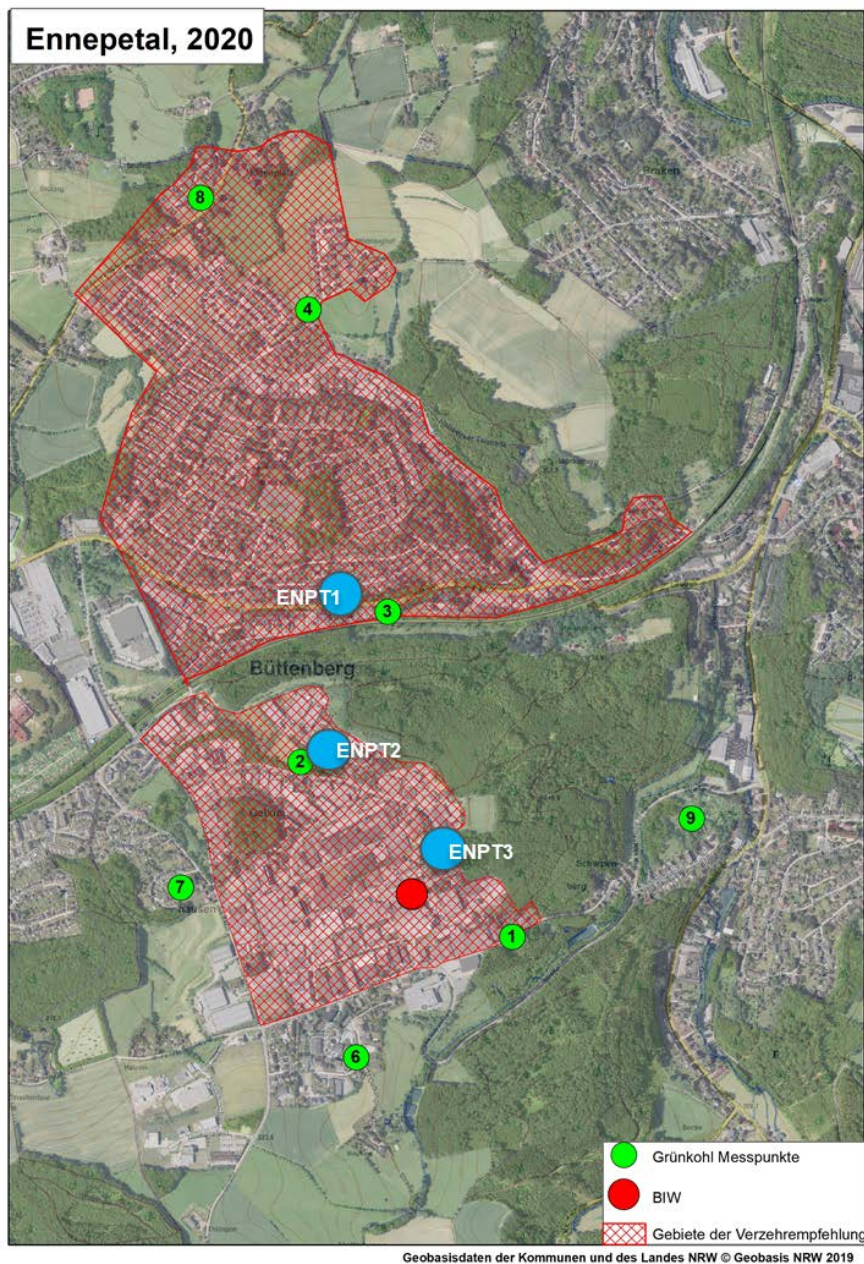 Ennepetal, 2020
Braken
8
4
ENPT1
3
Büttenberg
2
ENPT2
9
ENPT3
7
1
6
Grünkohl Messpunkte
BIW
Gebiete der Verzehrempfehlung
Geobasisdaten der Kommunen und des Landes NRW © Geobasis NRW 2019